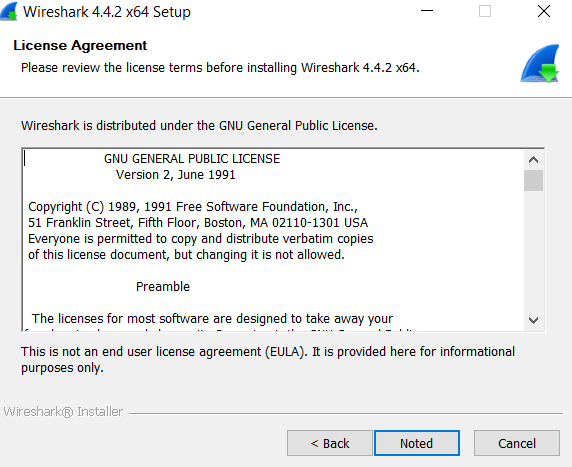 Wireshark 4.4.2 x64 Setup
License Agreement
Please review the license terms before installing Wireshark 4.4.2 x64.
Wireshark is distributed under the GNU General Public License.
GNU GENERAL PUBLIC LICENSE
Version 2, June 1991
Copyright (C) 1989, 1991 Free Software Foundation, Inc.,
51 Franklin Street, Fifth Floor, Boston, MA 02110-1301 USA
Everyone is permitted to copy and distribute verbatim copies
of this license document, but changing it is not allowed.
Preamble
The licenses for most software are designed to take away your
This is not an end user license agreement (EULA). It is provided here for informational
purposes only.
Wireshark® Installer
< Back
Noted
Cancel